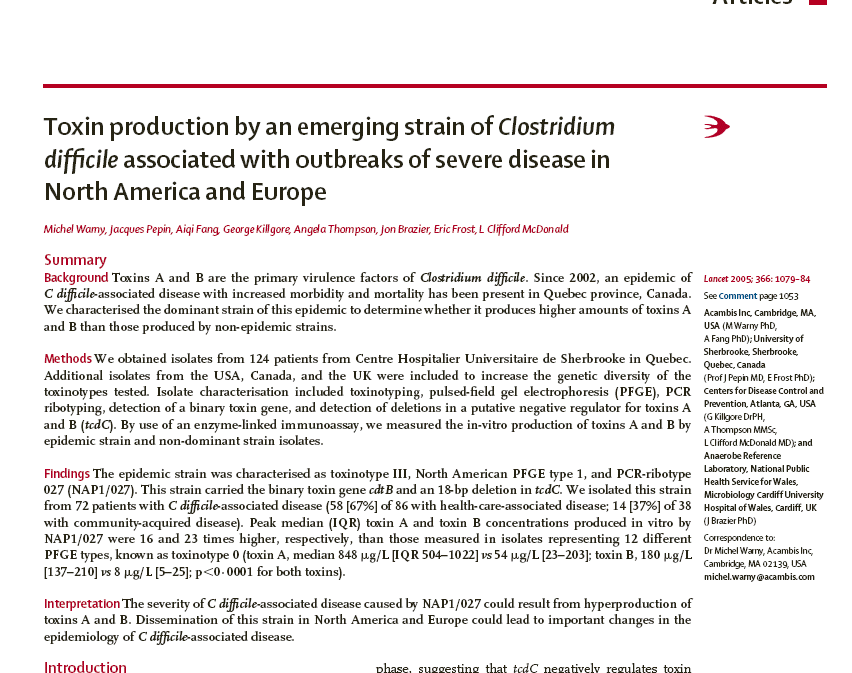 Articles
Toxin production by an emerging strain of Clostridium
difficile associated with outbreaks of severe disease in
North America and Europe
Michel Warny, Jacques Pepin, Aiqi Fang, George Killgore, Angela Thompson, Jon Brazier, Eric Frost, L Clifford McDonald
Summary
Background Toxins A and B are the primary virulence factors of Clostridium difficile. Since 2002, an epidemic of
C difficile-associated disease with increased morbidity and mortality has been present in Quebec province, Canada.
We characterised the dominant strain of this epidemic to determine whether it produces higher amounts of toxins A
and B than those produced by non-epidemic strains.
Methods We obtained isolates from 124 patients from Centre Hospitalier Universitaire de Sherbrooke in Quebec.
Additional isolates from the USA, Canada, and the UK were included to increase the genetic diversity of the
toxinotypes tested. Isolate characterisation included toxinotyping, pulsed-field gel electrophoresis (PFGE), PCR
ribotyping, detection of a binary toxin gene, and detection of deletions in a putative negative regulator for toxins A
and B (tcdC). By use of an enzyme-linked immunoassay, we measured the in-vitro production of toxins A and B by
epidemic strain and non-dominant strain isolates.
Findings The epidemic strain was characterised as toxinotype III, North American PFGE type 1, and PCR-ribotype
027 (NAP1/027). This strain carried the binary toxin gene cdtB and an 18-bp deletion in tcdC. We isolated this strain
from 72 patients with C difficile-associated disease (58 [67%] of 86 with health-care-associated disease; 14 [37%] of 38
with community-acquired disease). Peak median (IQR) toxin A and toxin B concentrations produced in vitro by
NAP1/027 were 16 and 23 times higher, respectively, than those measured in isolates representing 12 different
PFGE types, known as toxinotype 0 (toxin A, median 848 μg/L [IQR 504–1022] vs 54 μg/L [23–203]; toxin B, 180 μg/L
[137–210] vs 8 μg/L [5–25]; p<0·0001 for both toxins).
Interpretation The severity of C difficile-associated disease caused by NAP1/027 could result from hyperproduction of
toxins A and B. Dissemination of this strain in North America and Europe could lead to important changes in the
epidemiology of C difficile-associated disease.
Introduction
phase, suggesting that tcdC negatively regulates toxin
Lancet 2005; 366: 1079–84
See Comment page 1053
Acambis Inc, Cambridge, MA,
USA (M Warny PhD,
A Fang PhD); University of
Sherbrooke, Sherbrooke,
Quebec, Canada
(Prof J Pepin MD, E Frost PhD);
Centers for Disease Control and
Prevention, Atlanta, GA, USA
(G Killgore DrPH,
A Thompson MMSc,
L Clifford McDonald MD); and
Anaerobe Reference
Laboratory, National Public
Health Service for Wales,
Microbiology Cardiff University
Hospital of Wales, Cardiff, UK
(J Brazier PhD)
Correspondence to:
Dr Michel Warny, Acambis Inc,
Cambridge, MA 02139, USA
michel.warny@acambis.com